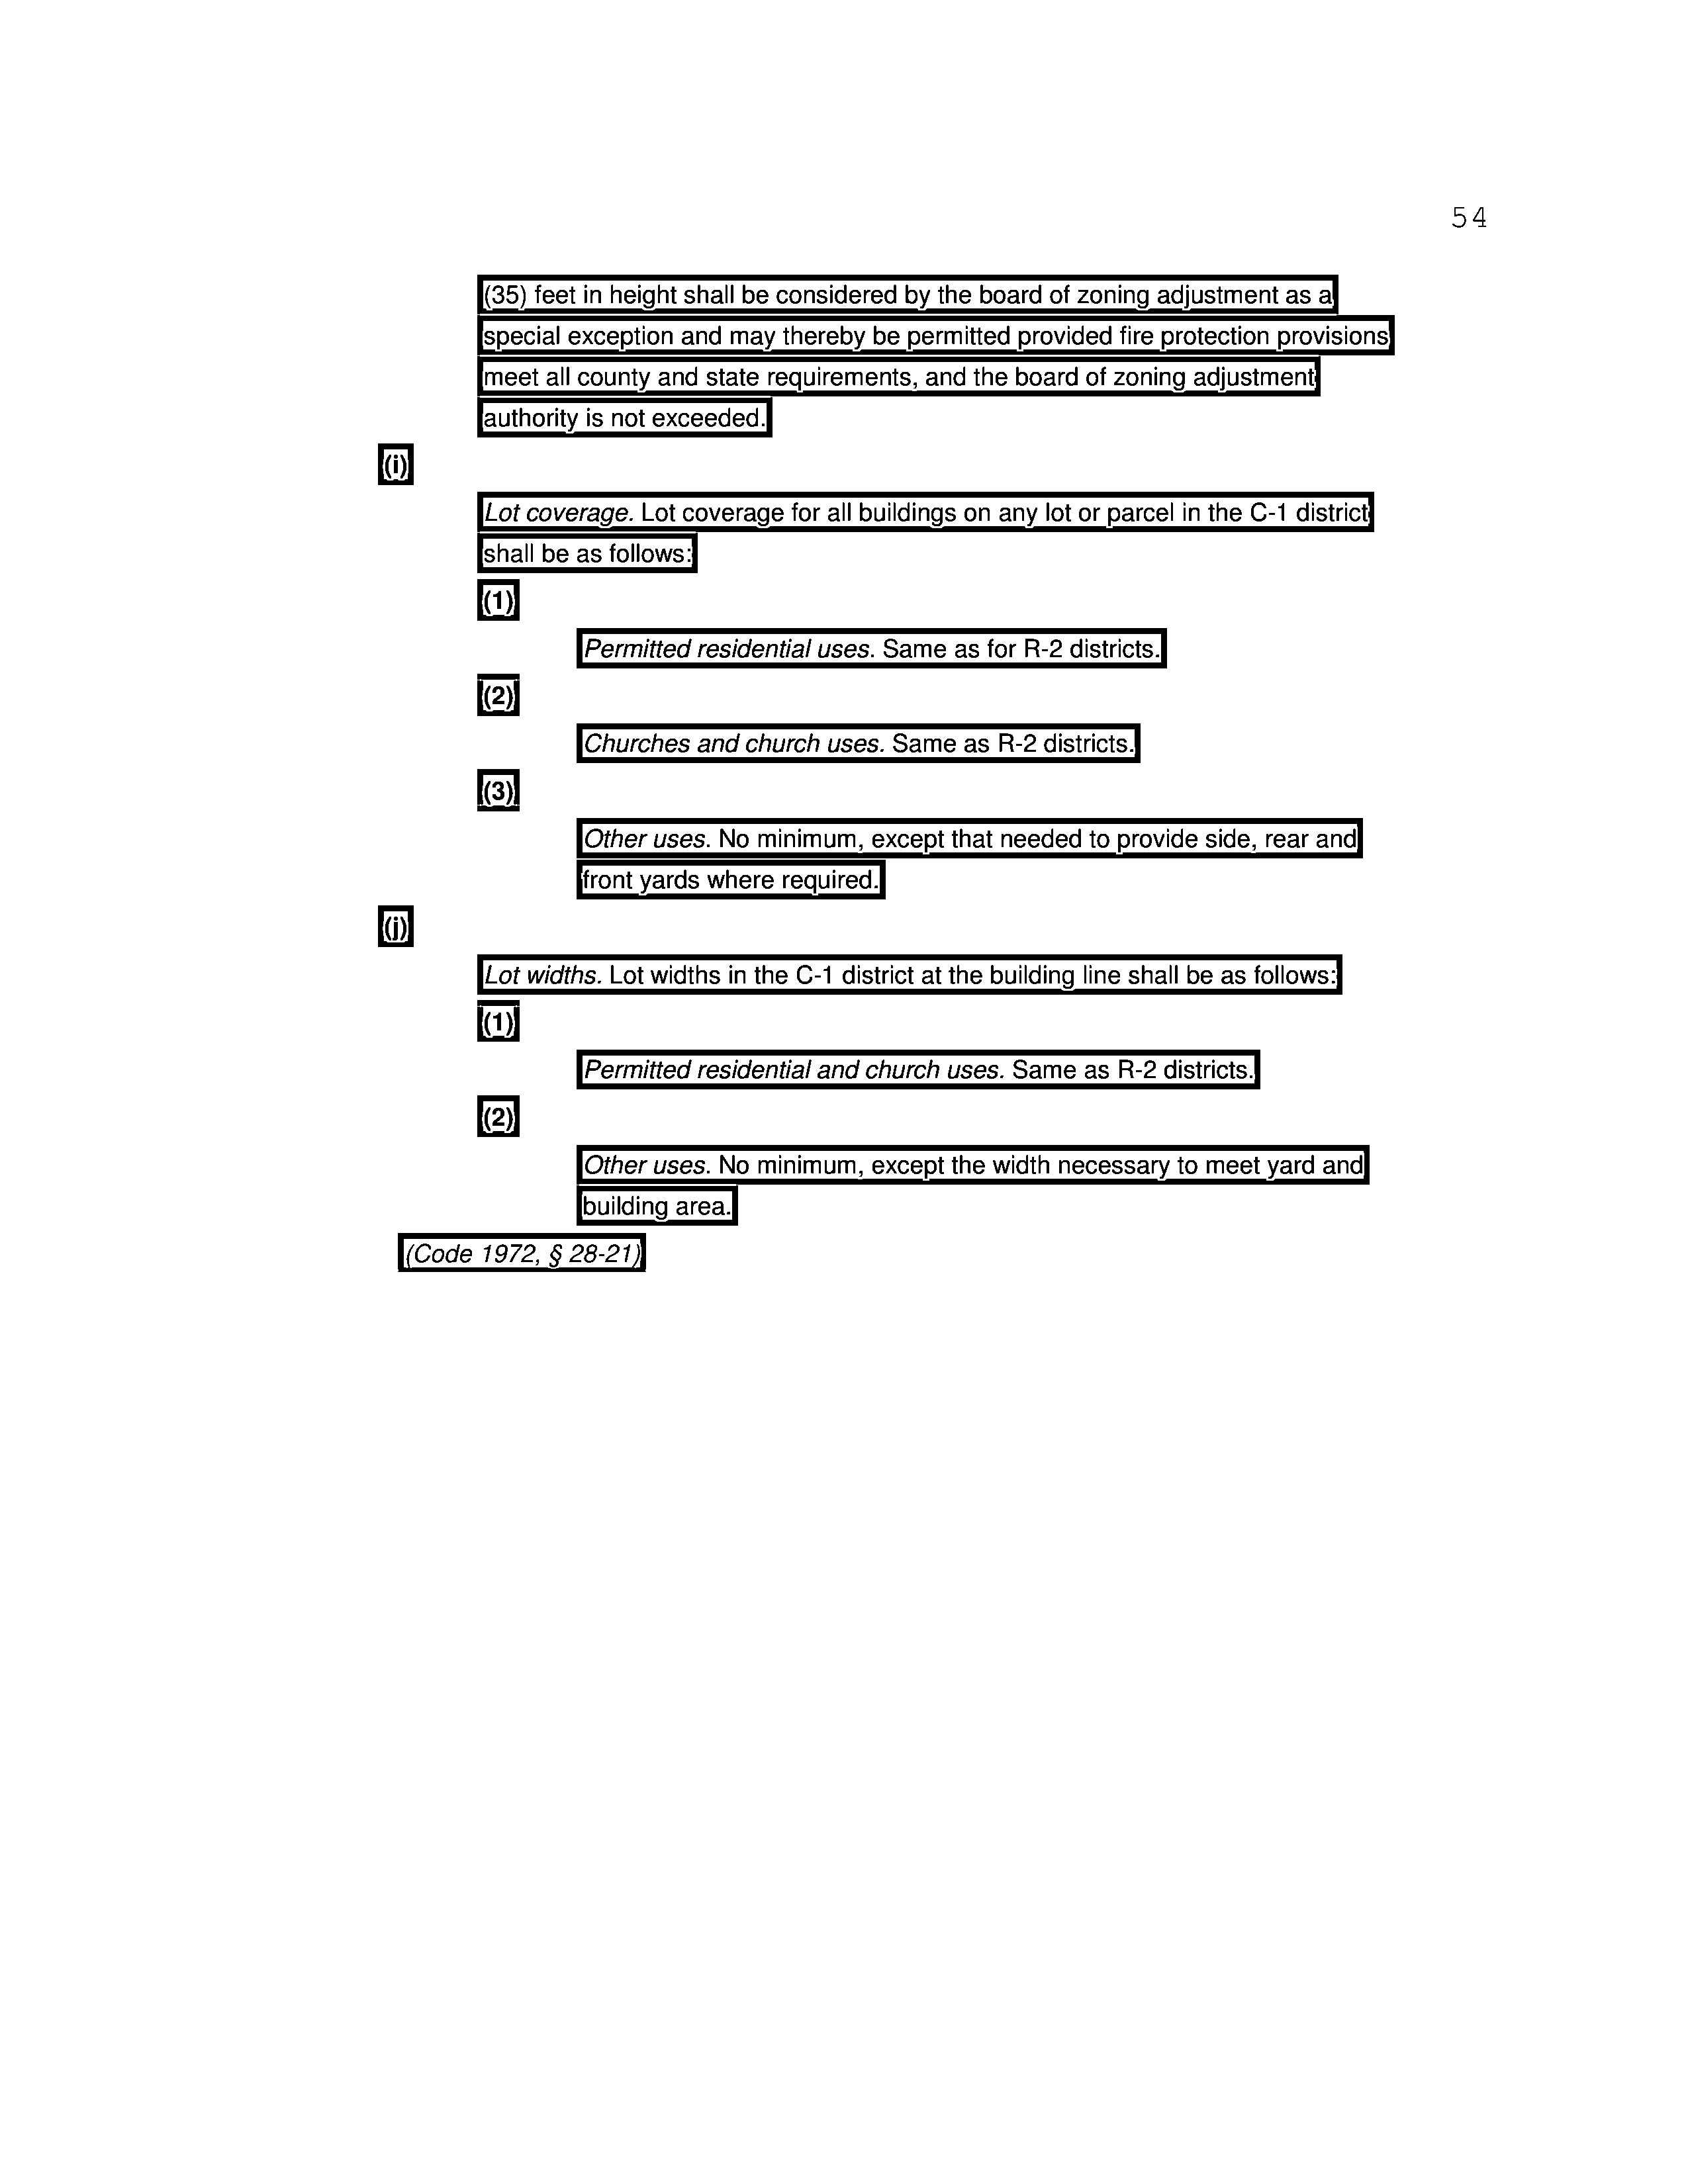 54
(35) feet in height shall be considered by the board of zoning adjustment as a
special exception and may thereby be permitted provided fire protection provisions
meet all county and state requirements, and the board of zoning adjustment
authority is not exceeded.
(i)
Lot coverage. Lot coverage for all buildings on any lot or parcel in the C-1 district
shall be as follows:
(1)
Permitted residential uses. Same as for R-2 districts.
(2)
Churches and church uses. Same as R-2 districts.
(3)
Other uses. No minimum, except that needed to provide side, rear and
front yards where required.
(j)
Lot widths. Lot widths in the C-1 district at the building line shall be as follows:
(1)
Permitted residential and church uses. Same as R-2 districts.
(2)
Other uses. No minimum, except the width necessary to meet yard and
building area.
(Code 1972, § 28-21)